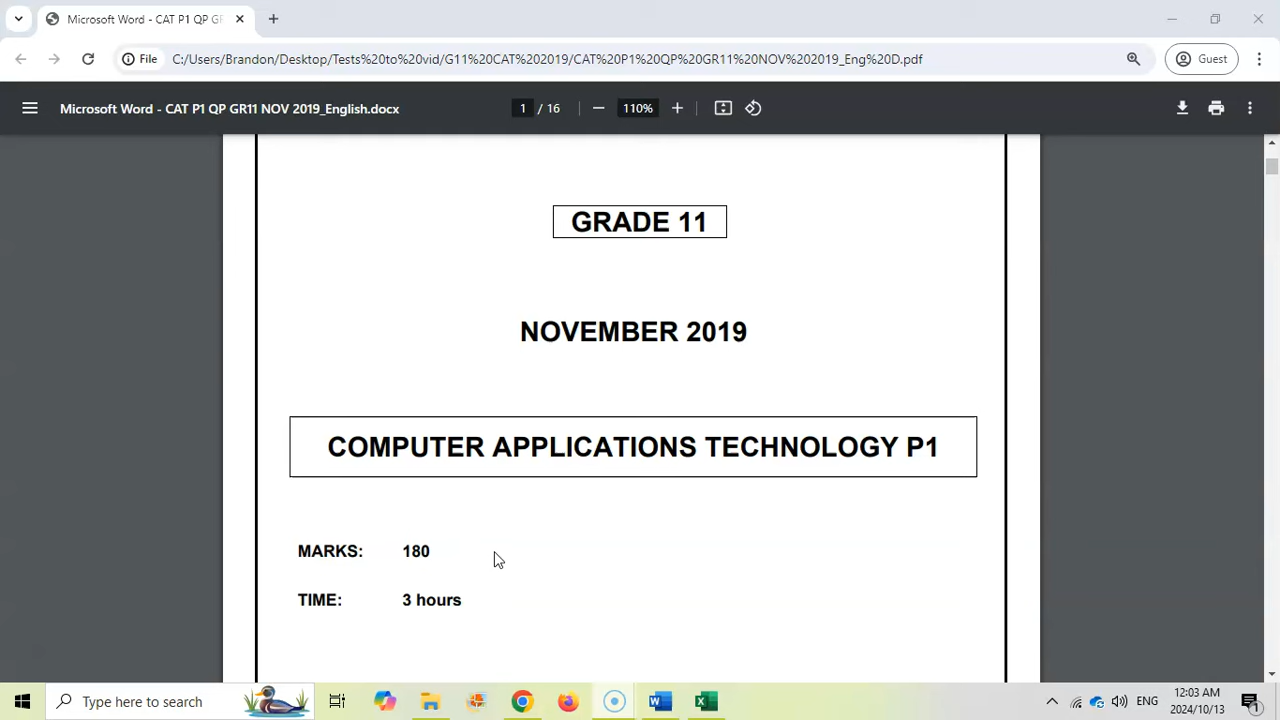 Microsoft Word - CAT P1 QP GR
File C:/Users/Brandon/Desktop/Tests%20to%20vid/G11%20CAT%202019/CAT%20P1%20QP%20GR11%20NOV%202019_Eng%20D.pdf Guest
Microsoft Word - CAT P1 QP GR11 NOV 2019_English.docx 1 / 16 110%
GRADE 11
NOVEMBER 2019
COMPUTER APPLICATIONS TECHNOLOGY P1
MARKS: 180
TIME: 3 hours
Type here to search ENG 12:03 AM
2024/10/13 1